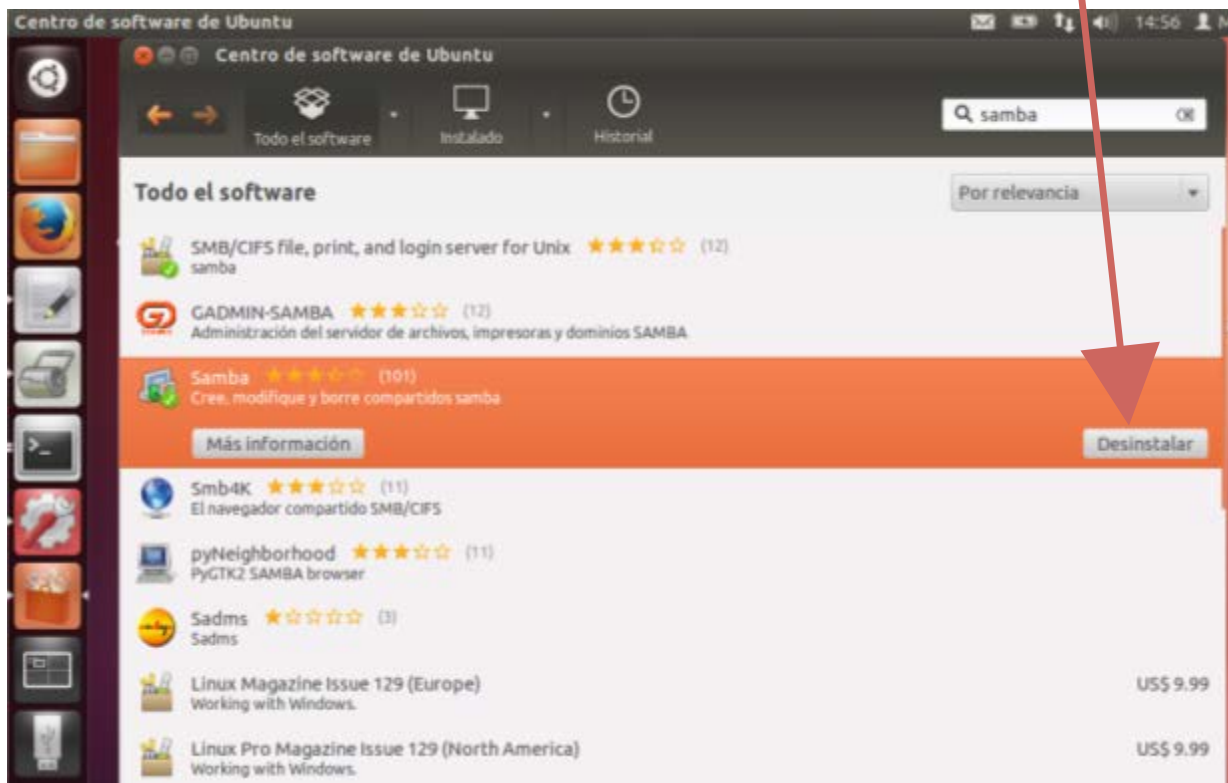 Centro de software de Ubuntu
14:56
Centro de software de Ubuntu
Todo el software
Instalado
Historial
samba
Todo el software
Por relevancia
SMB/CIFS file, print, and login server for Unix (12)
samba
GADMIN-SAMBA (12)
Administración del servidor de archivos, impresoras y dominios SAMBA
Samba (101)
Cree, modifique y borre compartidos samba
Más información
Desinstalar
Smb4K (11)
El navegador compartido SMB/CIFS
pyNeighborhood (11)
PyGTK2 SAMBA browser
Sadms (3)
Sadms
Linux Magazine Issue 129 (Europe) US$ 9.99
Working with Windows.
Linux Pro Magazine Issue 129 (North America) US$ 9.99
Working with Windows.